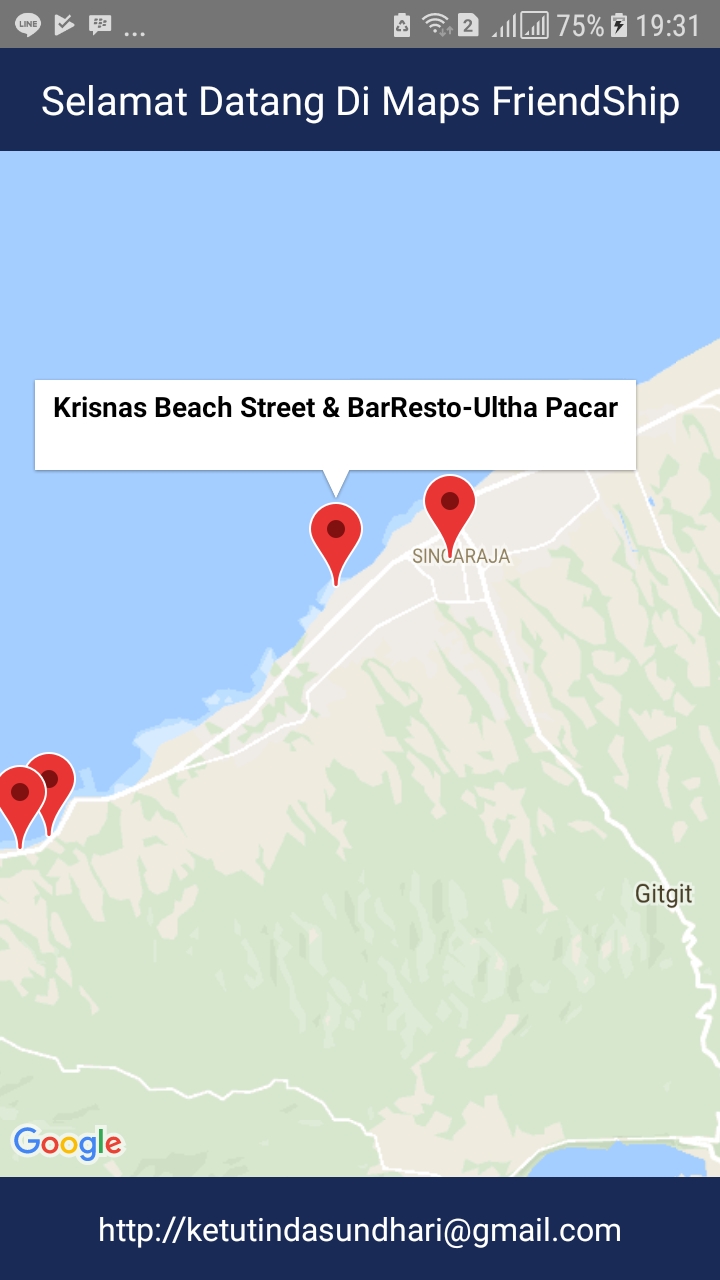 LINE ... 2 75% 19:31
Selamat Datang Di Maps FriendShip
Krisnas Beach Street & BarResto-Ultha Pacar
SINGARAJA
Gitgit
Google
http://ketutindasundhari@gmail.com